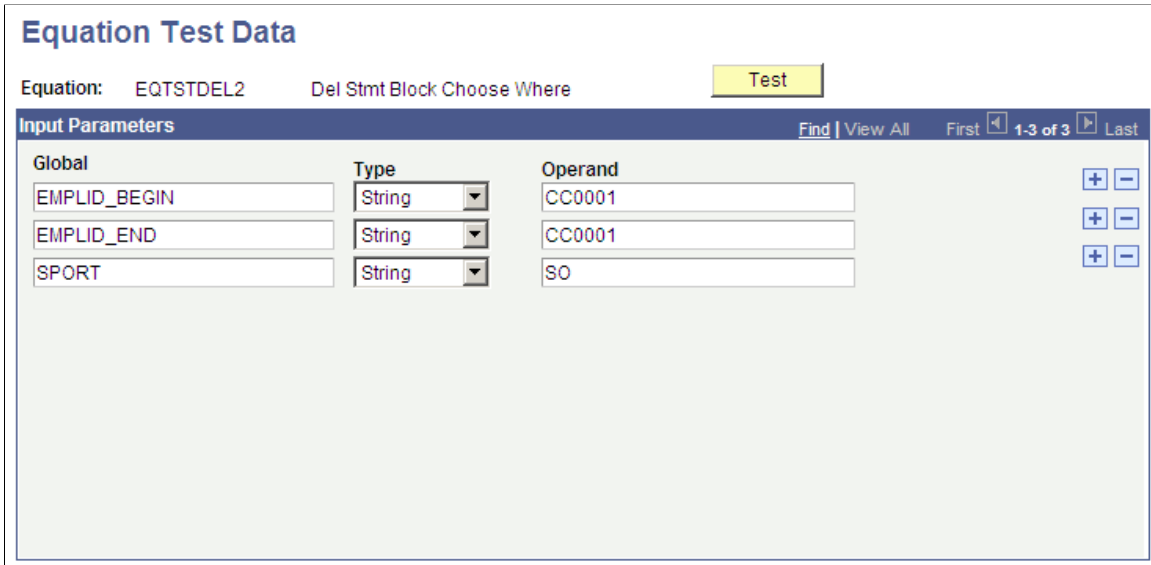 Equation Test Data
Equation: EQTSTDEL2 Del Stmt Block Choose Where Test
Input Parameters Find | View All First 1-3 of 3 Last
Global Type Operand
EMPLID_BEGIN String CC0001
EMPLID_END String CC0001
SPORT String SO